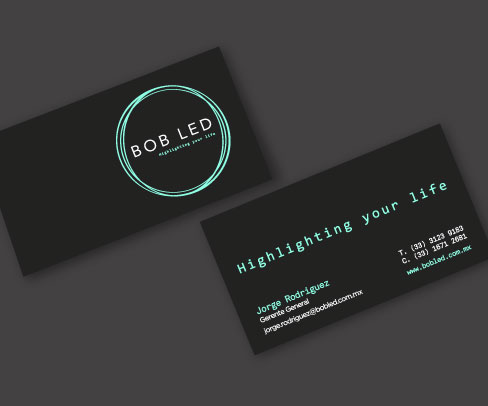 BOB LED
Highlighting your life
Highlighting your life
Jorge Rodríguez
Gerente General
jorge.rodriguez@bobled.com.mx
T. (33) 3123 9183
C. (33) 1871 2681
www.bobled.com.mx